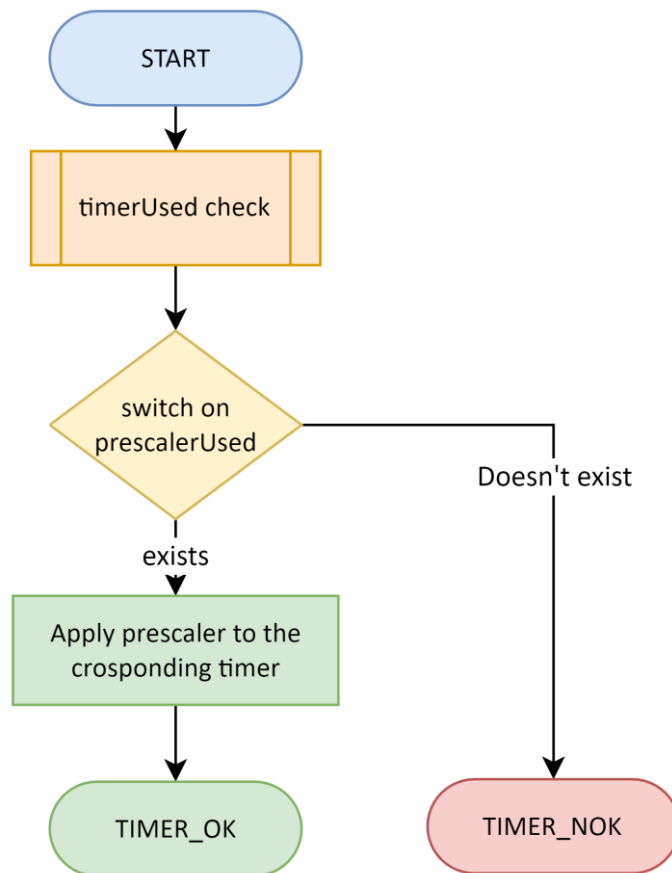 START
timerUsed check
switch on
prescalerUsed
Doesn't exist
exists
Apply prescaler to the
crosponding timer
TIMER_OK
TIMER_NOK